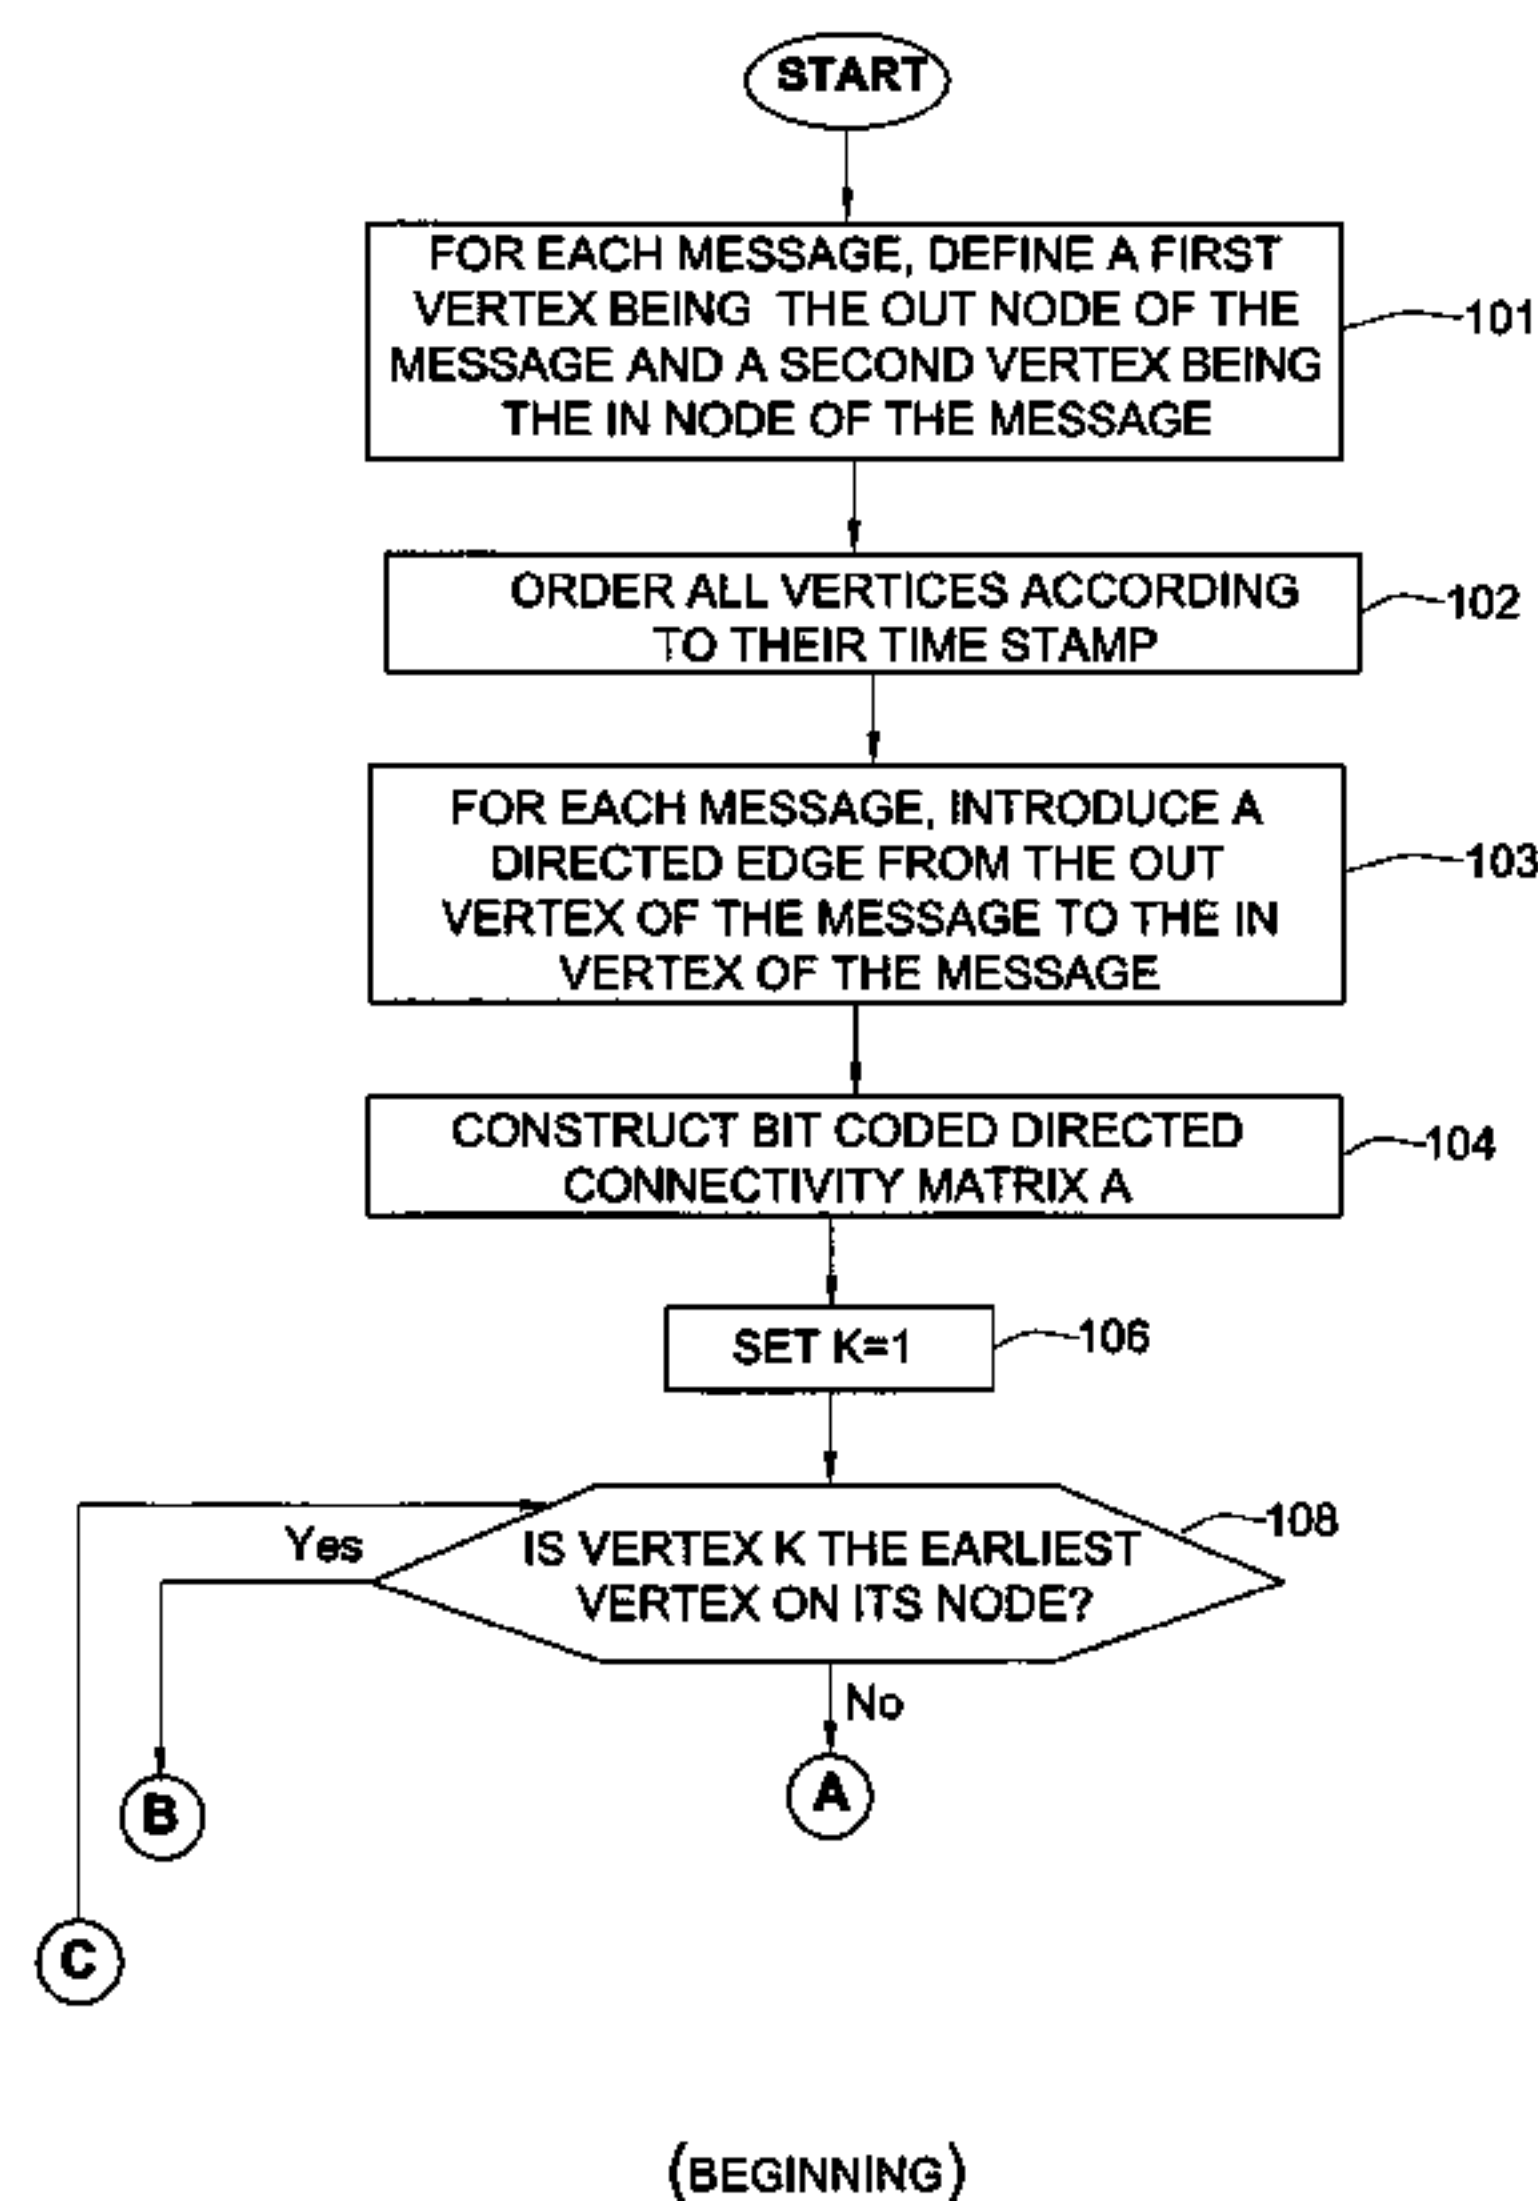 START
FOR EACH MESSAGE, DEFINE A FIRST
VERTEX BEING THE OUT NODE OF THE
MESSAGE AND A SECOND VERTEX BEING
THE IN NODE OF THE MESSAGE
101
ORDER ALL VERTICES ACCORDING
TO THEIR TIME STAMP
102
FOR EACH MESSAGE, INTRODUCE A
DIRECTED EDGE FROM THE OUT
VERTEX OF THE MESSAGE TO THE IN
VERTEX OF THE MESSAGE
103
CONSTRUCT BIT CODED DIRECTED
CONNECTIVITY MATRIX A
104
SET K=1
106
IS VERTEX K THE EARLIEST
VERTEX ON ITS NODE?
108
Yes
No
A
B
C
(BEGINNING)